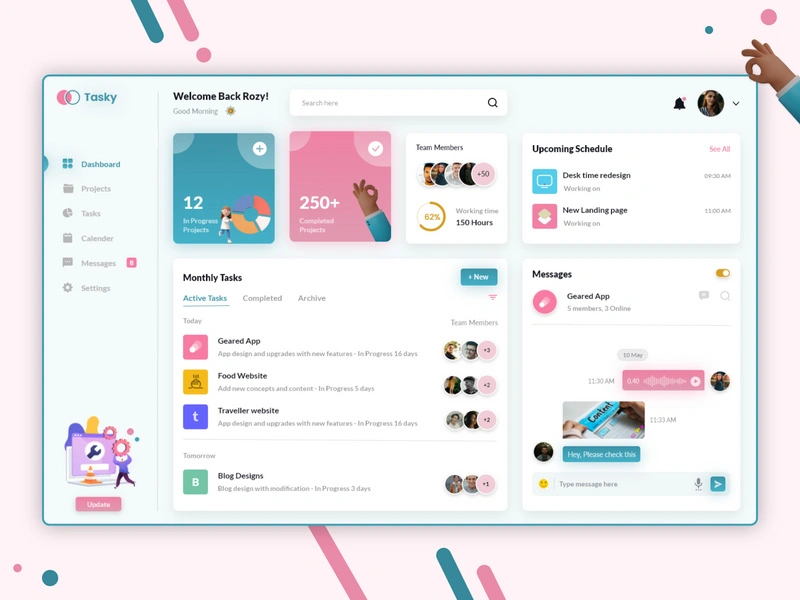 Tasky
Dashboard
Projects
Tasks
Calender
Messages
8
Settings
Update
Welcome Back Rozy!
Good Morning
Search here
12
In Progress
Projects
250+
Completed
Projects
Team Members
+50
62%
Working time
150 Hours
Upcoming Schedule
See All
Desk time redesign
09:30 AM
Working on
New Landing page
11:00 AM
Working on
Monthly Tasks
+ New
Active Tasks
Completed
Archive
Today
Team Members
Geared App
App design and upgrades with new features - In Progress 16 days
+3
Food Website
Add new concepts and content - In Progress 5 days
+2
t
Traveller website
App design and upgrades with new features - In Progress 16 days
+2
Tomorrow
B
Blog Designs
Blog design with modification - In Progress 3 days
+1
Messages
Geared App
5 members, 3 Online
10 May
11:30 AM
0.40
Content
11:33 AM
Hey, Please check this
Type message here